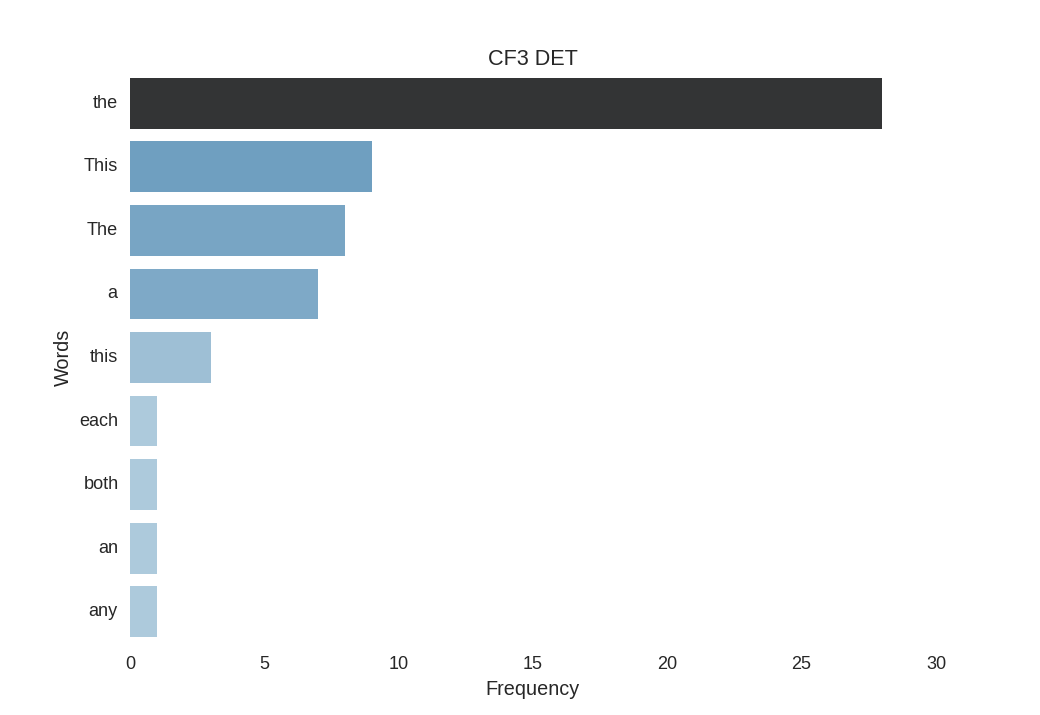 CF3 DET
the
This
The
a
this
each
both
an
any
Words
0 5 10 15 20 25 30
Frequency